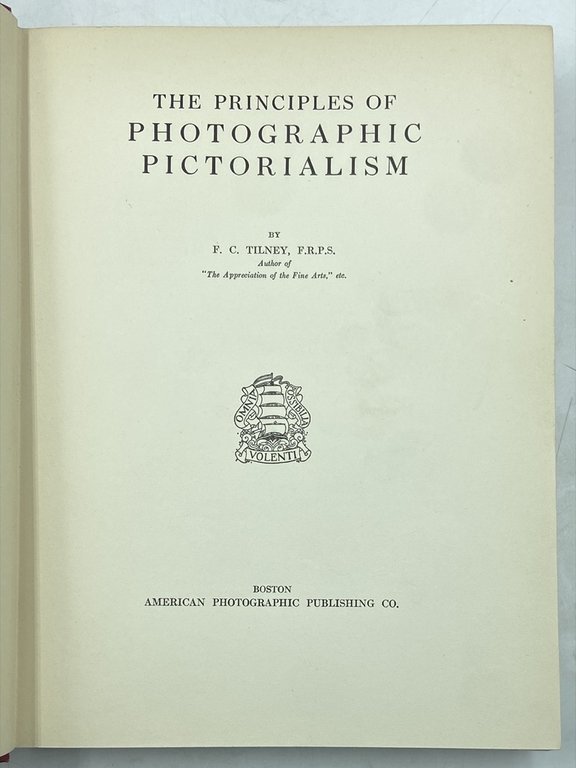 THE PRINCIPLES OF
PHOTOGRAPHIC
PICTORIALISM
BY
F. C. TILNEY, F.R.P.S.
Author of
"The Appreciation of the Fine Arts," etc.
OMNIA
VOLENTI
BOSTON
AMERICAN PHOTOGRAPHIC PUBLISHING CO.